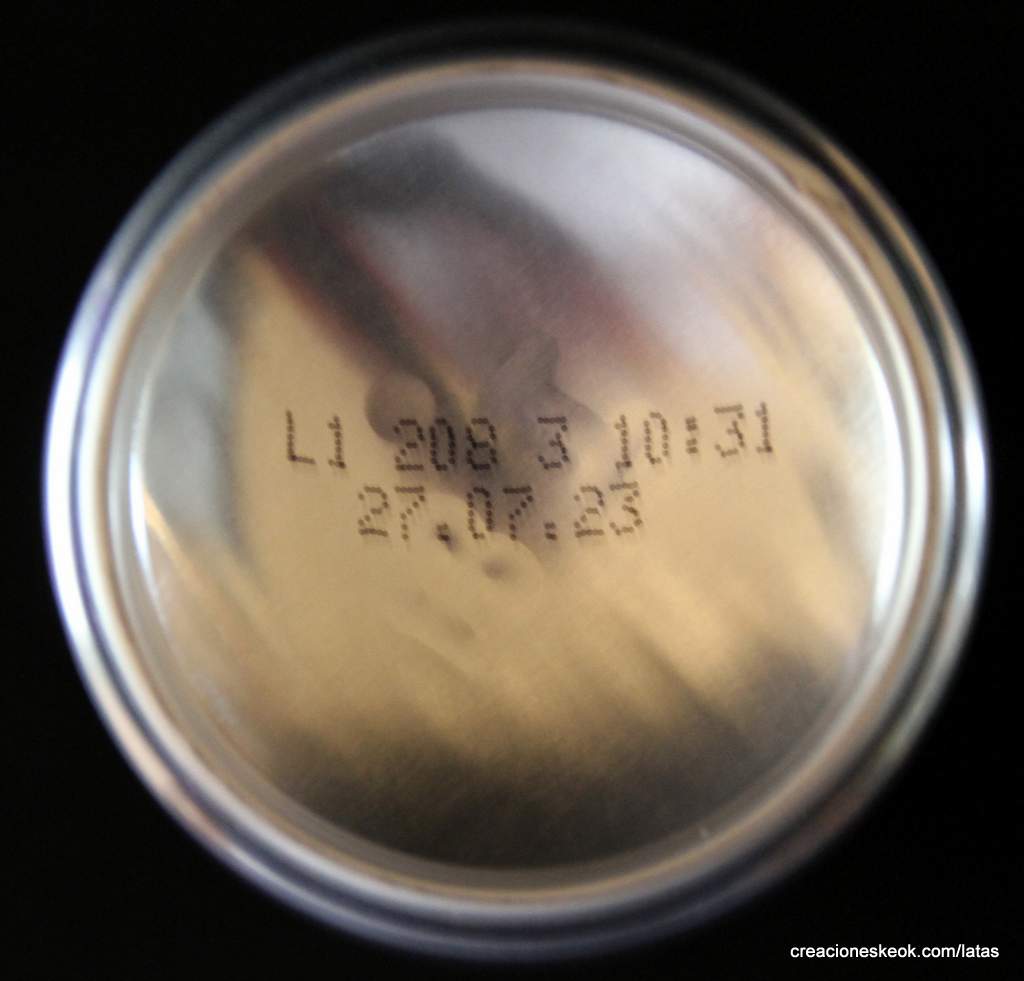 L1 208 3 10:31
27.07.23
creacioneskeok.com/latas